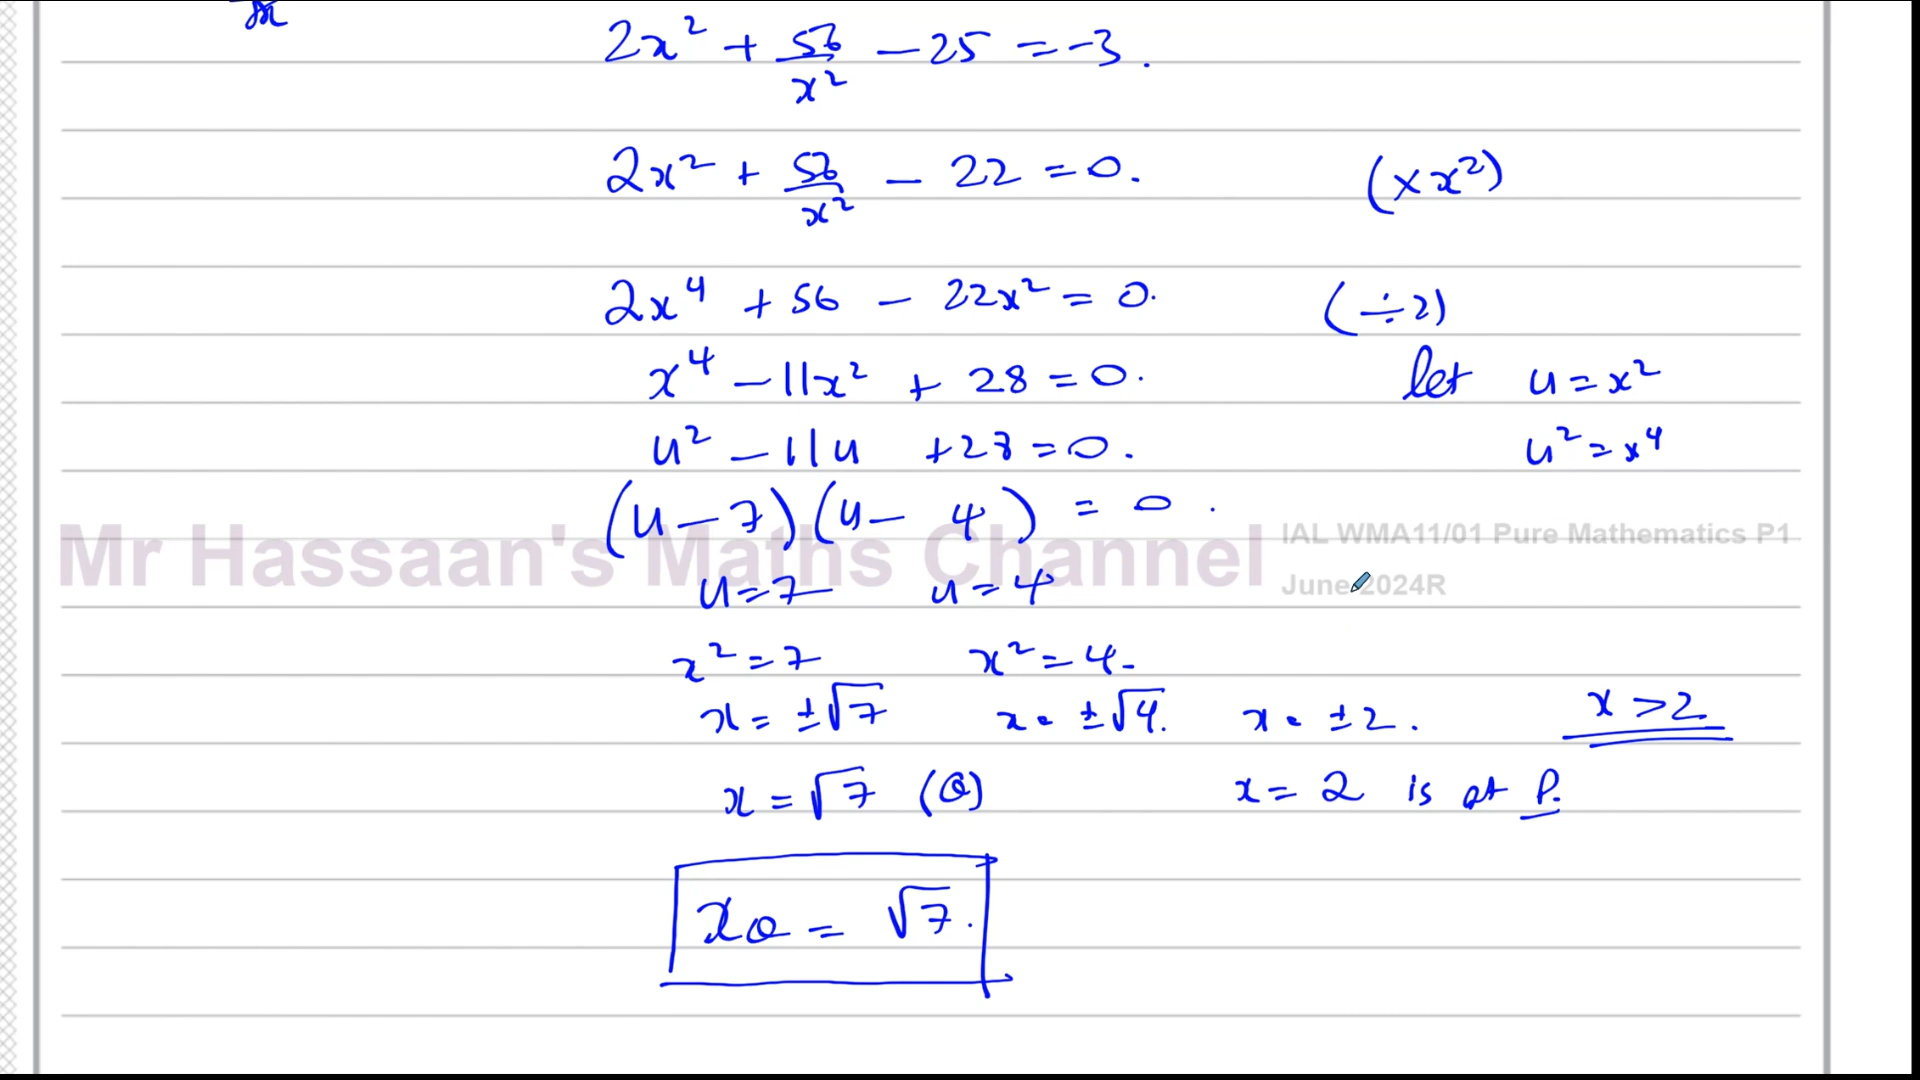 2x² + 56/x² - 25 = -3.
2x² + 56/x² - 22 = 0. (× x²)
2x⁴ + 56 - 22x² = 0. (÷2)
x⁴ - 11x² + 28 = 0. let u = x²
u² - 11u + 28 = 0. u² = x⁴
(u - 7)(u - 4) = 0.
Mr Hassaan's Maths Channel
IAL WMA11/01 Pure Mathematics P1
June 2024R
u = 7 u = 4
x² = 7 x² = 4.
x = ±√7 x = ±√4. x = ±2. x > 2
x = √7 (Q) x = 2 is at P.
xQ = √7.